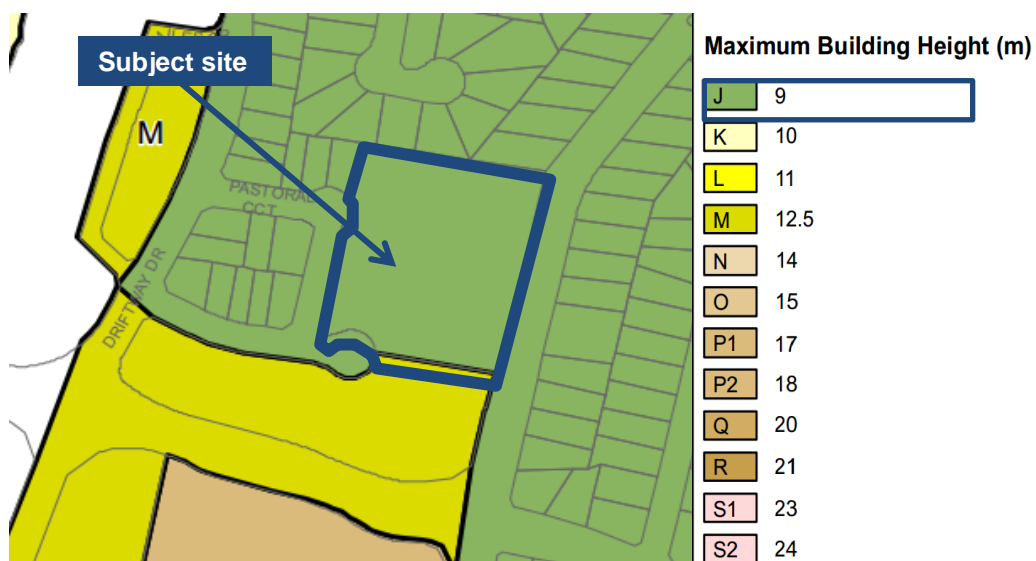 Subject site
M
PASTORAL
CCT
DRIFTWAY DR
Maximum Building Height (m)
J 9
K 10
L 11
M 12.5
N 14
O 15
P1 17
P2 18
Q 20
R 21
S1 23
S2 24